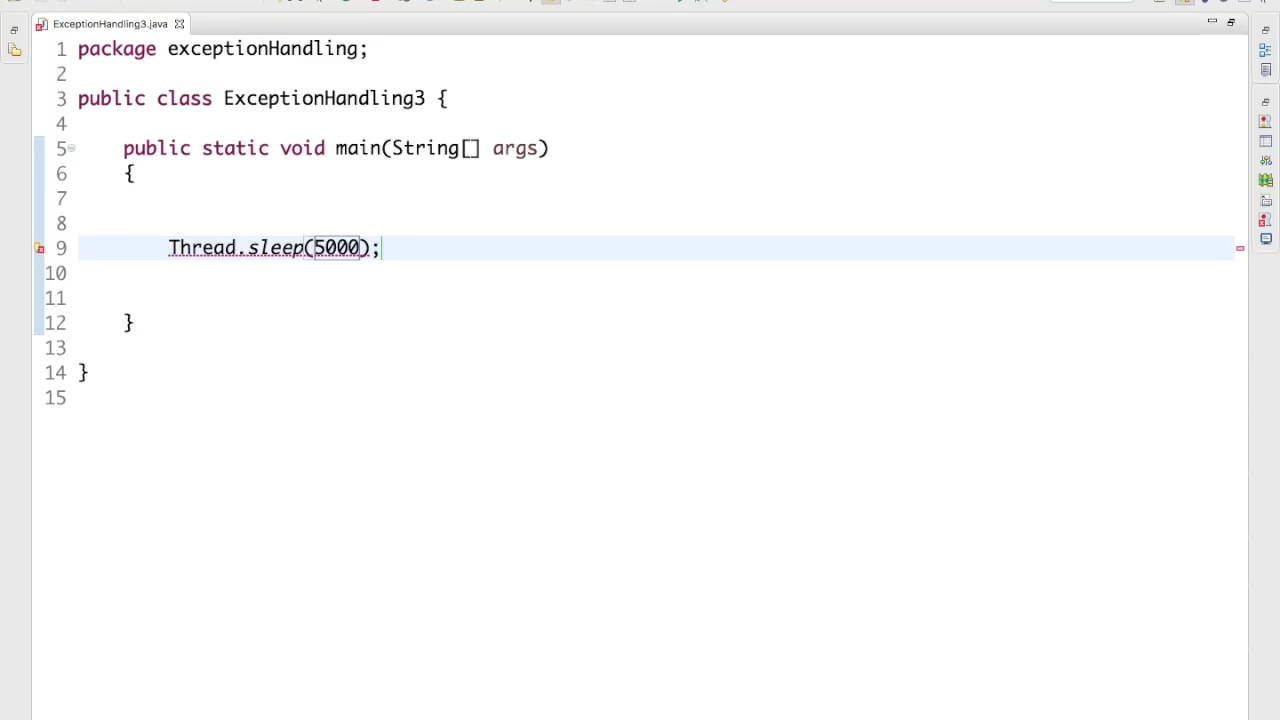 ExceptionHandling3.java
1 package exceptionHandling;
2
3 public class ExceptionHandling3 {
4
5 public static void main(String[] args)
6 {
7
8
9 Thread.sleep(5000);
10
11
12 }
13
14 }
15